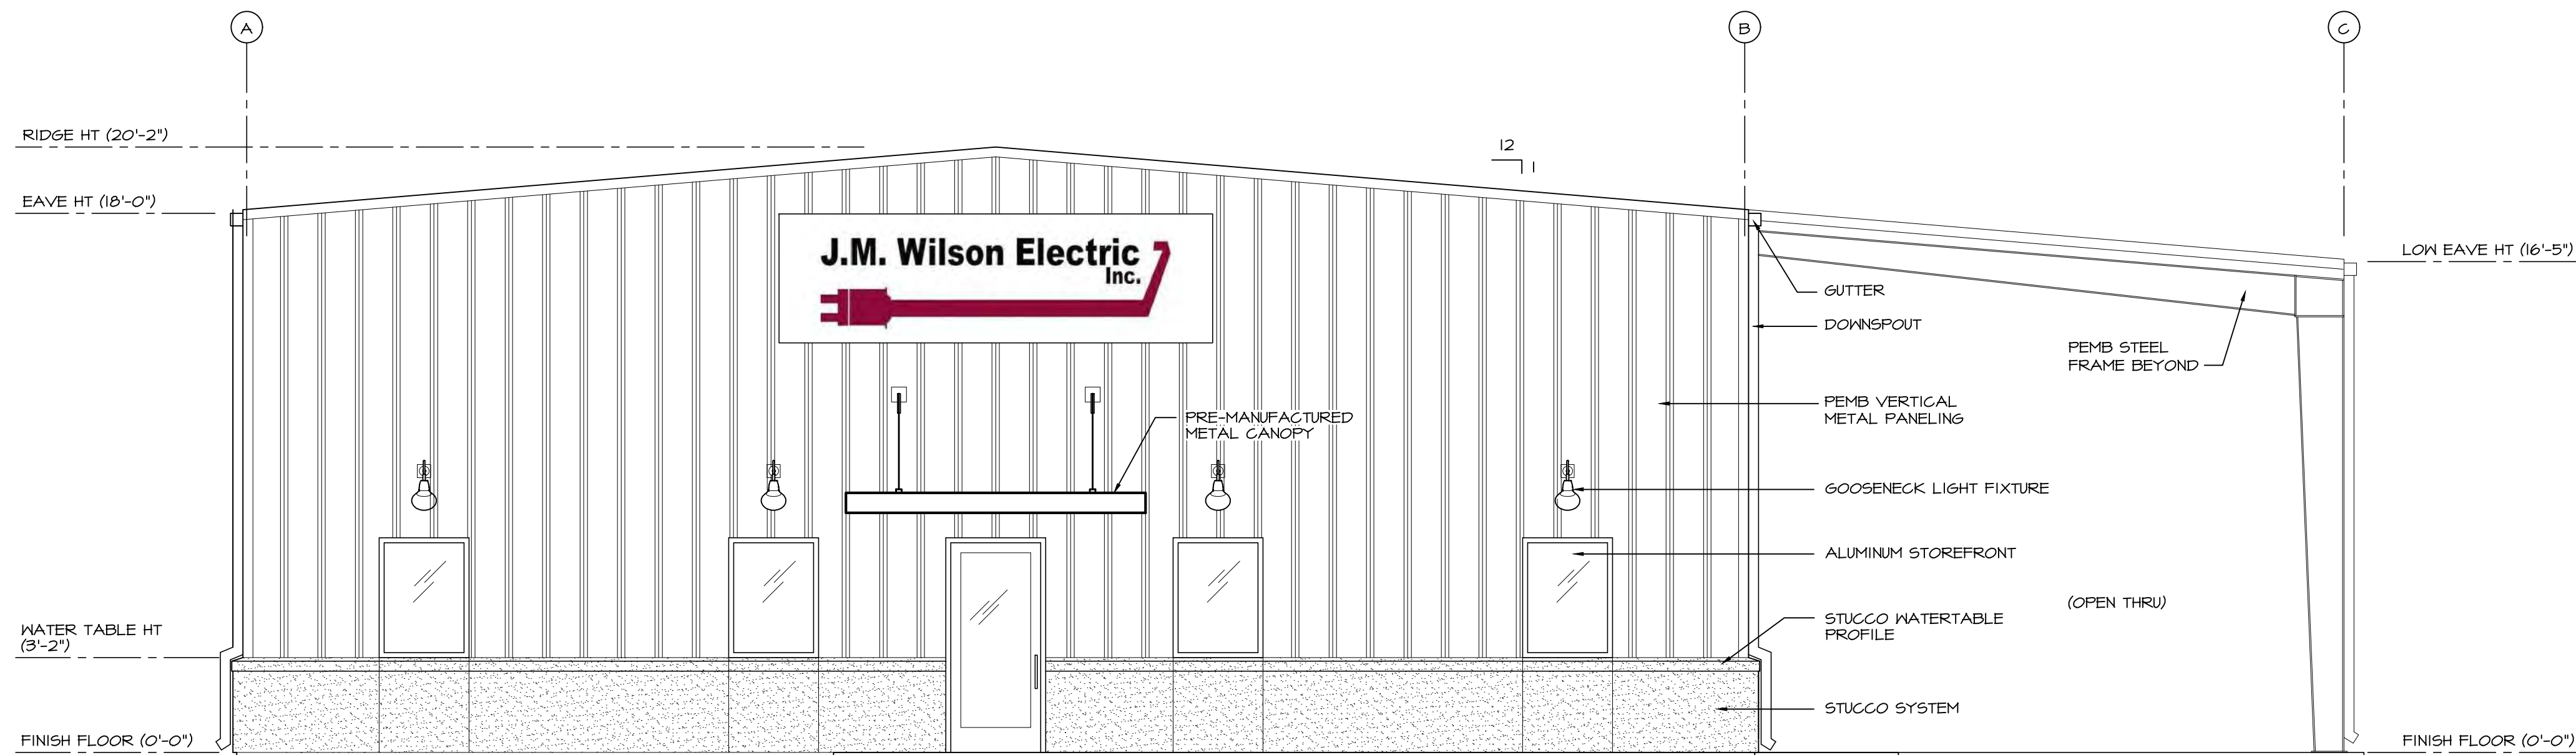 A
B
C
RIDGE HT (20'-2")
12
1
EAVE HT (18'-0")
J.M. Wilson Electric
Inc.
LOW EAVE HT (16'-5")
GUTTER
DOWNSPOUT
PEMB STEEL
FRAME BEYOND
PEMB VERTICAL
METAL PANELING
PRE-MANUFACTURED
METAL CANOPY
GOOSENECK LIGHT FIXTURE
ALUMINUM STOREFRONT
(OPEN THRU)
STUCCO WATERTABLE
PROFILE
WATER TABLE HT
(3'-2")
STUCCO SYSTEM
FINISH FLOOR (0'-0")
FINISH FLOOR (0'-0")